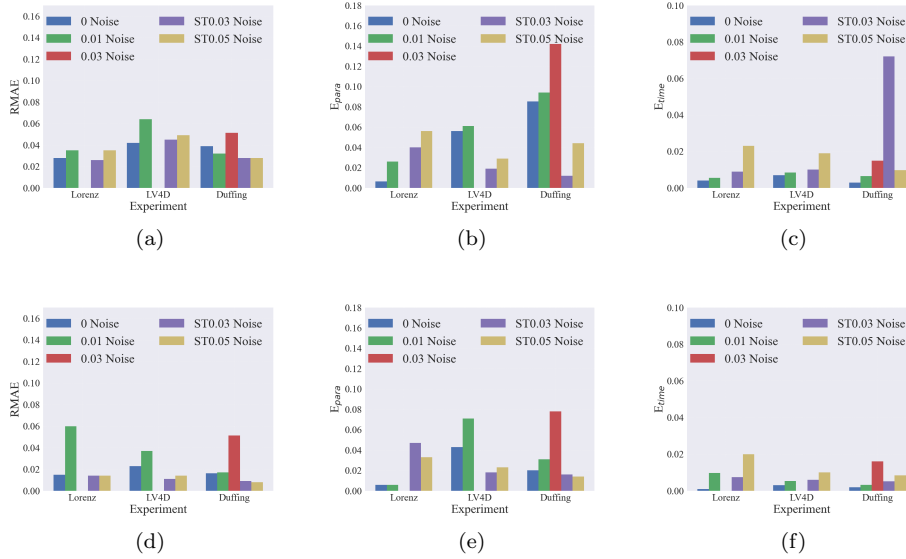 0.16
0.14
0.12
0.10
0.08
0.06
0.04
0.02
0.00
RMAE
0 Noise
0.01 Noise
0.03 Noise
ST0.03 Noise
ST0.05 Noise
Lorenz
LV4D
Duffing
Experiment
(a)
0.18
0.16
0.14
0.12
0.10
0.08
0.06
0.04
0.02
0.00
E_para
0 Noise
0.01 Noise
0.03 Noise
ST0.03 Noise
ST0.05 Noise
Lorenz
LV4D
Duffing
Experiment
(b)
0.10
0.08
0.06
0.04
0.02
0.00
E_time
0 Noise
0.01 Noise
0.03 Noise
ST0.03 Noise
ST0.05 Noise
Lorenz
LV4D
Duffing
Experiment
(c)
0.16
0.14
0.12
0.10
0.08
0.06
0.04
0.02
0.00
RMAE
0 Noise
0.01 Noise
0.03 Noise
ST0.03 Noise
ST0.05 Noise
Lorenz
LV4D
Duffing
Experiment
(d)
0.18
0.16
0.14
0.12
0.10
0.08
0.06
0.04
0.02
0.00
E_para
0 Noise
0.01 Noise
0.03 Noise
ST0.03 Noise
ST0.05 Noise
Lorenz
LV4D
Duffing
Experiment
(e)
0.10
0.08
0.06
0.04
0.02
0.00
E_time
0 Noise
0.01 Noise
0.03 Noise
ST0.03 Noise
ST0.05 Noise
Lorenz
LV4D
Duffing
Experiment
(f)